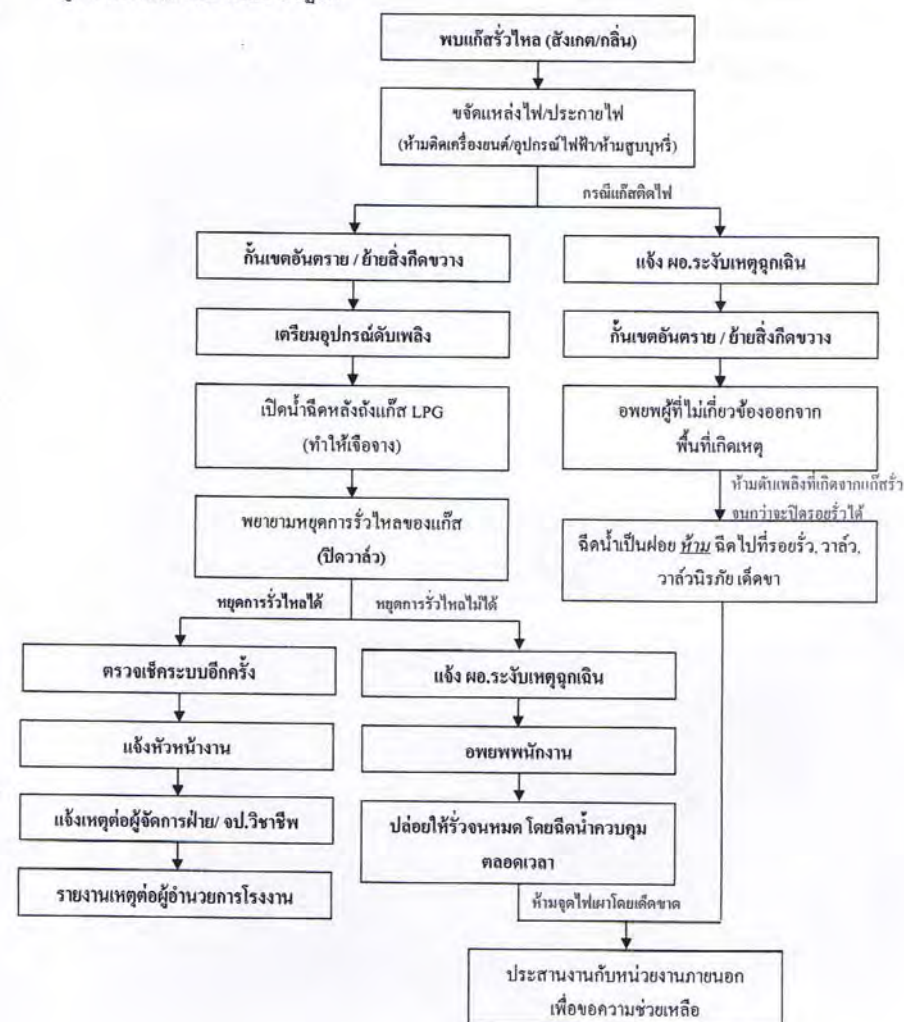 พบแก๊สรั่วไหล (สังเกต/กลิ่น)
ขจัดแหล่งไฟ/ประกายไฟ
(ห้ามติดเครื่องยนต์/อุปกรณ์ไฟฟ้า/ห้ามสูบบุหรี่)
กรณีแก๊สติดไฟ
กั้นเขตอันตราย / ย้ายสิ่งกีดขวาง
เตรียมอุปกรณ์ดับเพลิง
เปิดน้ำฉีดหลังถังแก๊ส LPG
(ทำให้เจือจาง)
พยายามหยุดการรั่วไหลของแก๊ส
(ปิดวาล์ว)
แจ้ง ผอ.ระงับเหตุฉุกเฉิน
กั้นเขตอันตราย / ย้ายสิ่งกีดขวาง
อพยพผู้ที่ไม่เกี่ยวข้องออกจาก
พื้นที่เกิดเหตุ
ห้ามดับเพลิงที่เกิดจากแก๊สรั่ว
จนกว่าจะปิดรอยรั่วได้
ฉีดน้ำเป็นฝอย ห้าม ฉีดไปที่รอยรั่ว, วาล์ว,
วาล์วนิรภัย เด็ดขา
หยุดการรั่วไหลได้
หยุดการรั่วไหลไม่ได้
ตรวจเช็คระบบอีกครั้ง
แจ้งหัวหน้างาน
แจ้งเหตุต่อผู้จัดการฝ่าย/ จป.วิชาชีพ
รายงานเหตุต่อผู้อำนวยการโรงงาน
แจ้ง ผอ.ระงับเหตุฉุกเฉิน
อพยพพนักงาน
ปล่อยให้รั่วจนหมด โดยฉีดน้ำควบคุม
ตลอดเวลา
ห้ามจุดไฟเผาโดยเด็ดขาด
ประสานงานกับหน่วยงานภายนอก
เพื่อขอความช่วยเหลือ